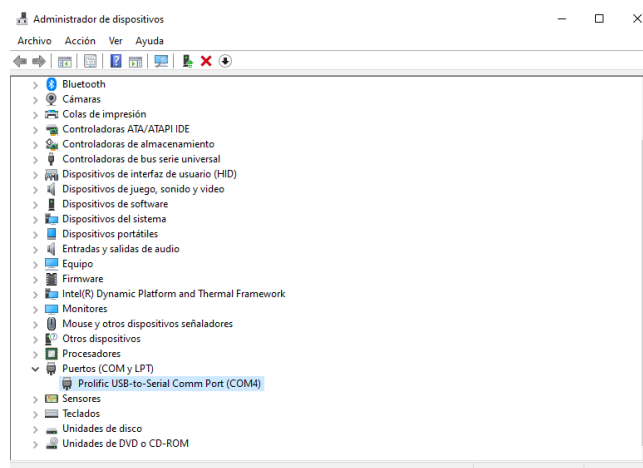 Administrador de dispositivos
Archivo Acción Ver Ayuda
Bluetooth
Cámaras
Colas de impresión
Controladoras ATA/ATAPI IDE
Controladoras de almacenamiento
Controladoras de bus serie universal
Dispositivos de interfaz de usuario (HID)
Dispositivos de juego, sonido y video
Dispositivos de software
Dispositivos del sistema
Dispositivos portátiles
Entradas y salidas de audio
Equipo
Firmware
Intel(R) Dynamic Platform and Thermal Framework
Monitores
Mouse y otros dispositivos señaladores
Otros dispositivos
Procesadores
Puertos (COM y LPT)
Prolific USB-to-Serial Comm Port (COM4)
Sensores
Teclados
Unidades de disco
Unidades de DVD o CD-ROM